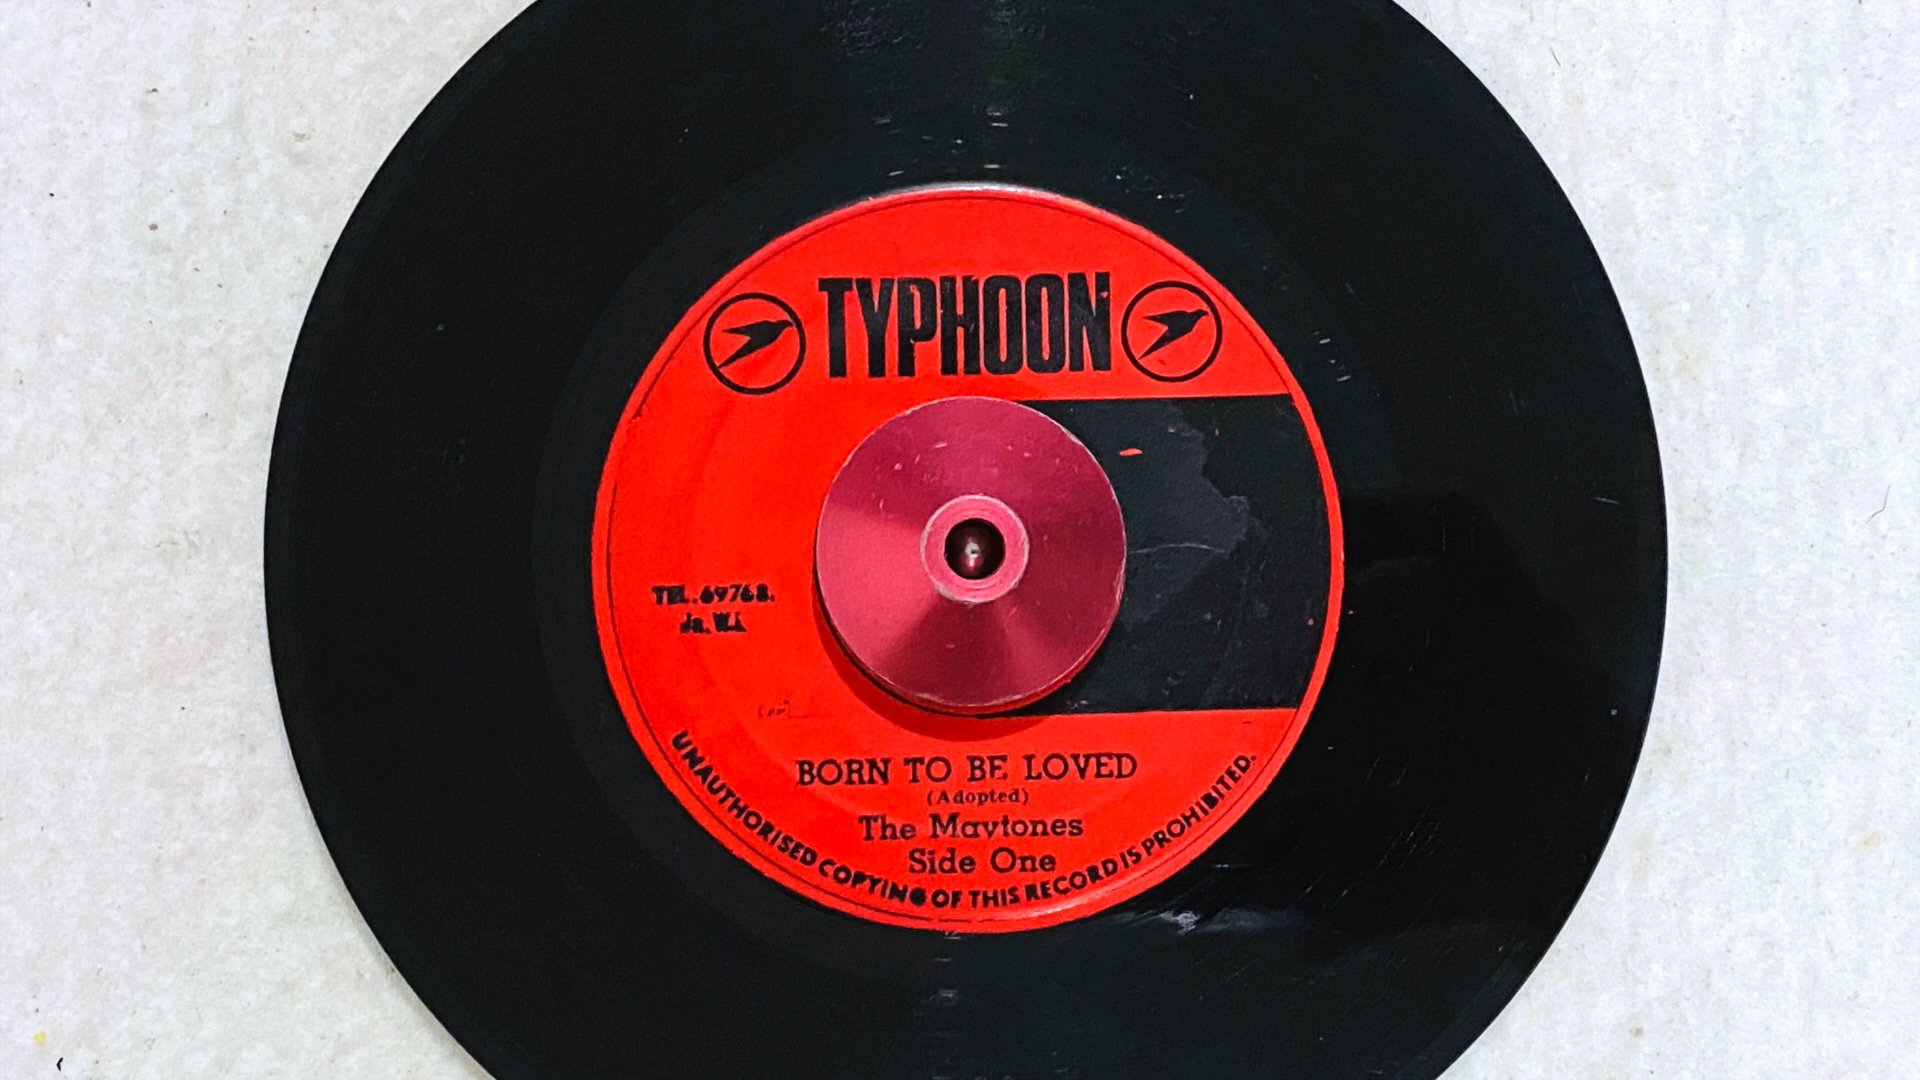 TYPHOON
TEL.69768.
Ja. W.I.
BORN TO BE LOVED
(Adopted)
The Maytones
Side One
UNAUTHORISED COPYING OF THIS RECORD IS PROHIBITED.